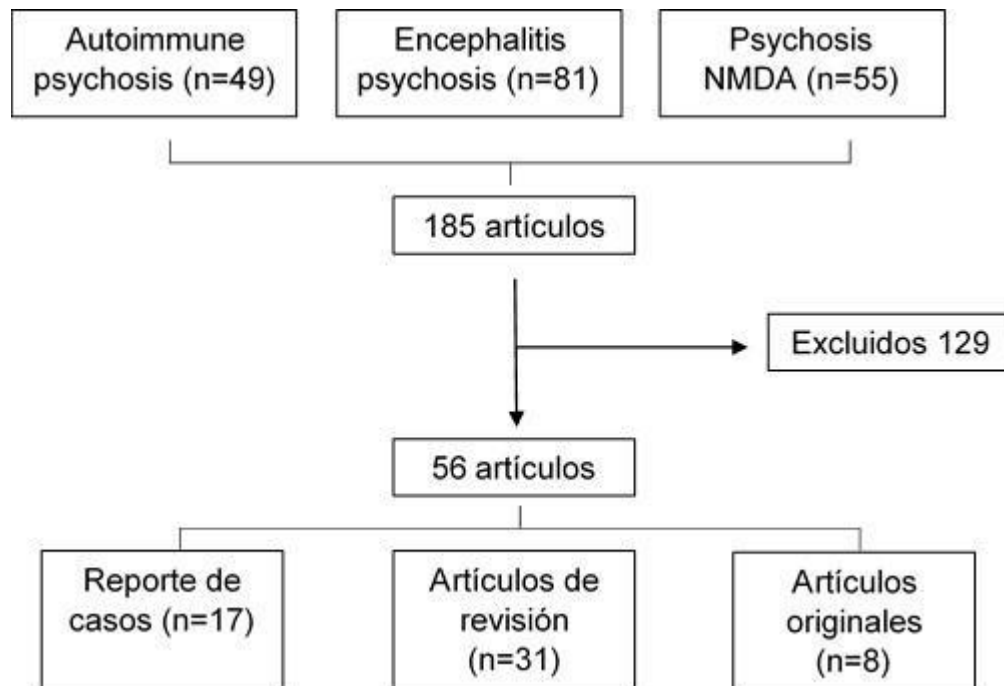 Autoimmune
psychosis (n=49)
Encephalitis
psychosis (n=81)
Psychosis
NMDA (n=55)
185 artículos
Excluidos 129
56 artículos
Reporte de
casos (n=17)
Artículos de
revisión
(n=31)
Artículos
originales
(n=8)